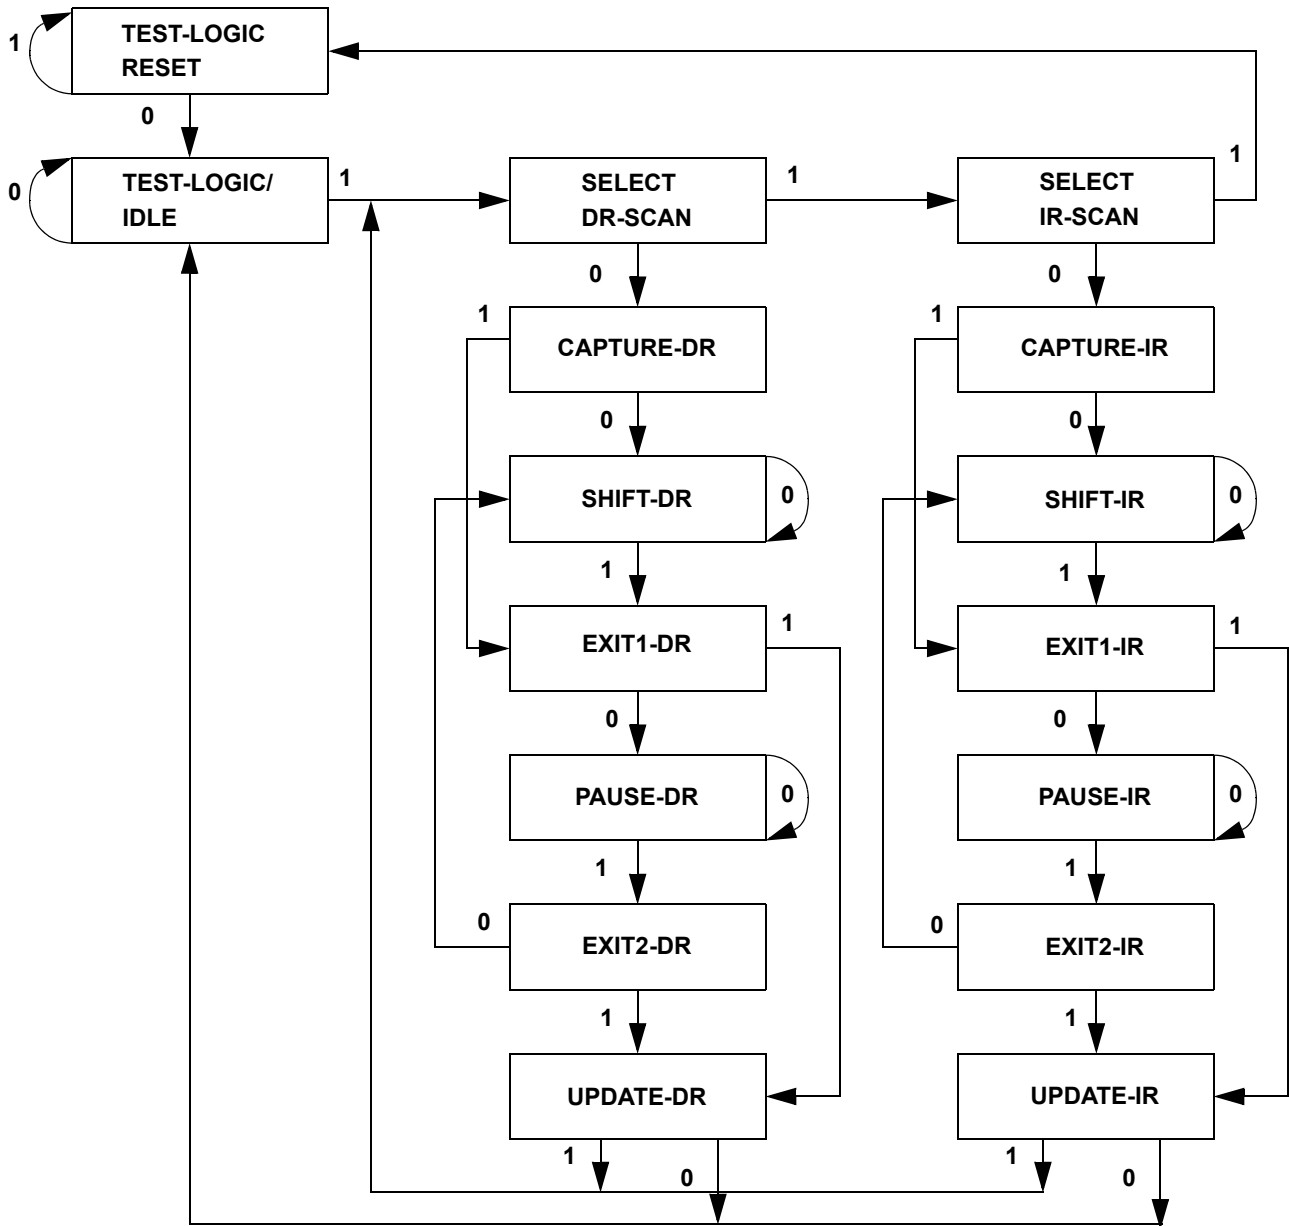 1
TEST-LOGIC
RESET
0
0
TEST-LOGIC/
IDLE
1
SELECT
DR-SCAN
1
SELECT
IR-SCAN
1
0
0
1
CAPTURE-DR
1
CAPTURE-IR
0
0
SHIFT-DR
0
SHIFT-IR
0
1
1
EXIT1-DR
1
EXIT1-IR
1
0
0
PAUSE-DR
0
PAUSE-IR
0
1
1
0
EXIT2-DR
0
EXIT2-IR
1
1
UPDATE-DR
UPDATE-IR
1
0
1
0